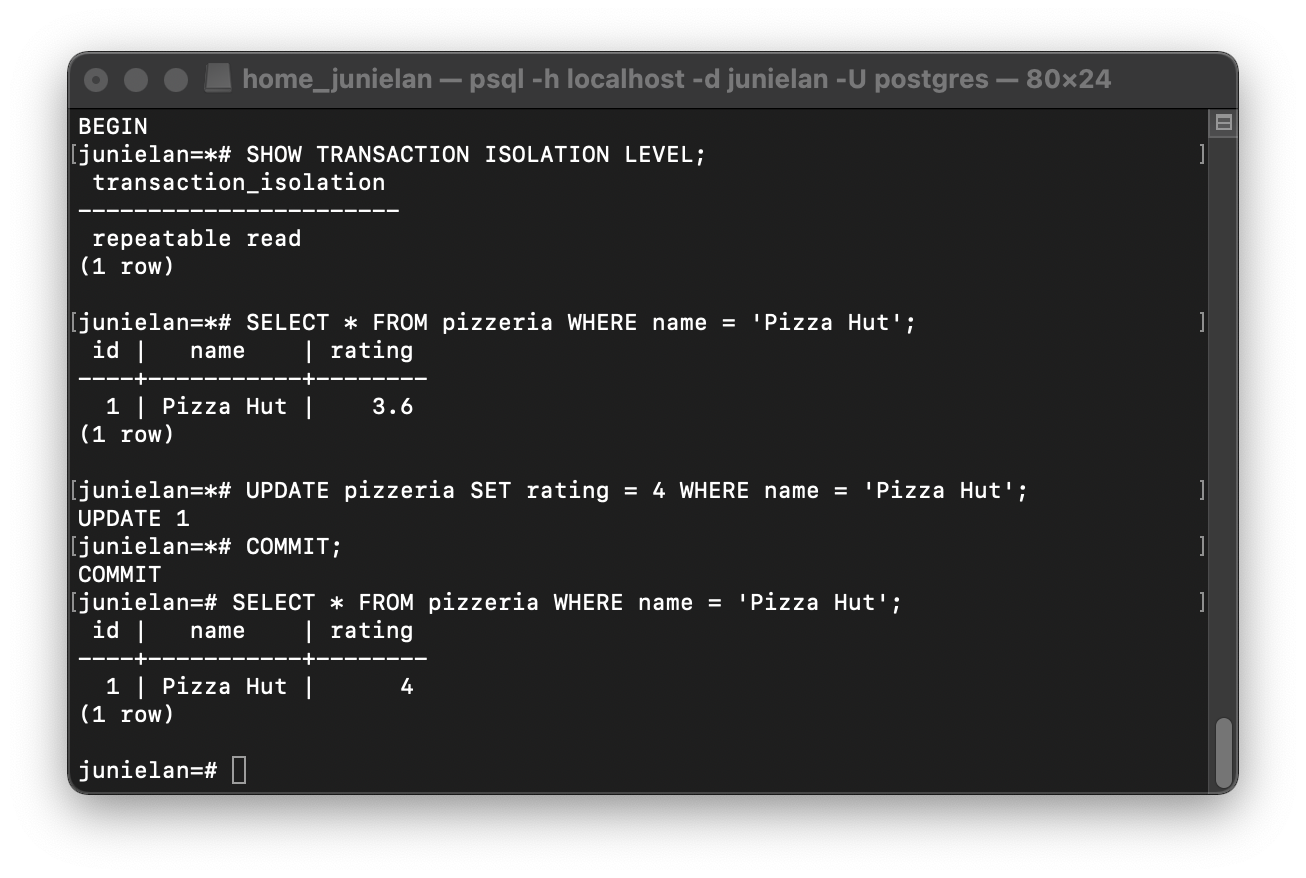 home_junielan — psql -h localhost -d junielan -U postgres — 80×24
BEGIN
[junielan=*# SHOW TRANSACTION ISOLATION LEVEL; ]
 transaction_isolation
-----------------------
 repeatable read
(1 row)

[junielan=*# SELECT * FROM pizzeria WHERE name = 'Pizza Hut'; ]
 id |   name    | rating
----+-----------+--------
  1 | Pizza Hut |    3.6
(1 row)

[junielan=*# UPDATE pizzeria SET rating = 4 WHERE name = 'Pizza Hut'; ]
UPDATE 1
[junielan=*# COMMIT; ]
COMMIT
[junielan=# SELECT * FROM pizzeria WHERE name = 'Pizza Hut'; ]
 id |   name    | rating
----+-----------+--------
  1 | Pizza Hut |      4
(1 row)

junielan=#